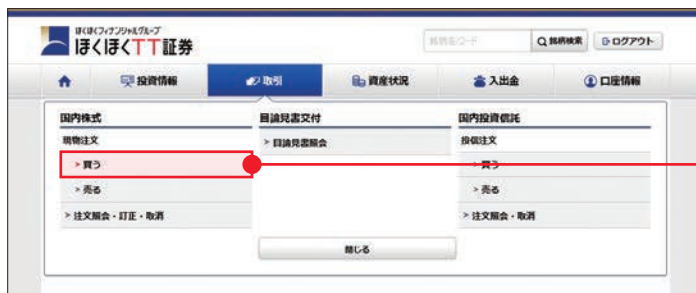 ほくほくフィナンシャルグループ
ほくほくTT証券
銘柄名/コード
銘柄検索
ログアウト
投資情報
取引
資産状況
入出金
口座情報
国内株式
目論見書交付
国内投資信託
現物注文
> 目論見書照会
投信注文
> 買う
> 買う
> 売る
> 売る
> 注文照会・訂正・取消
> 注文照会・取消
閉じる